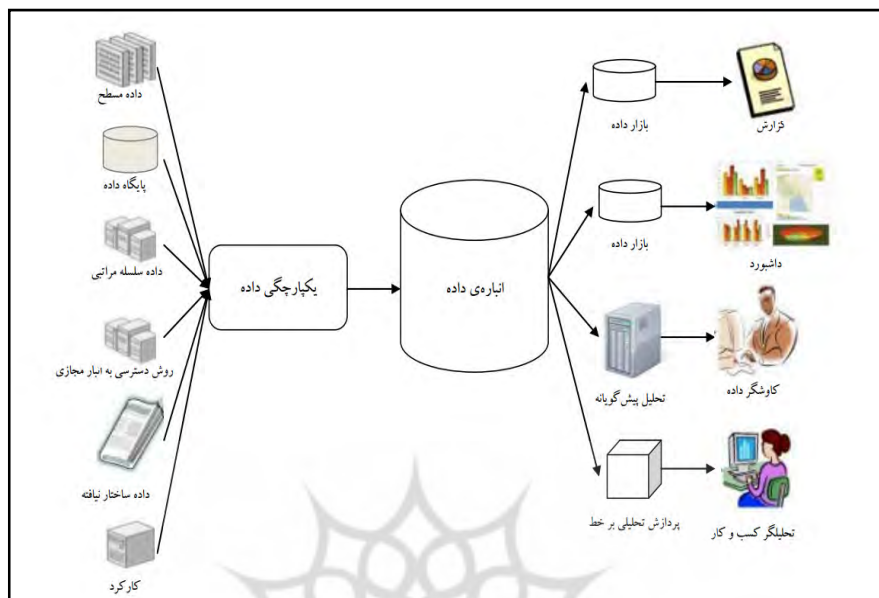 داده مسطح
پایگاه داده
داده سلسله مراتبی
روش دسترسی به انبار مجازی
داده ساختار نیافته
کارکرد
یکپارچگی داده
انباره‌ی داده
بازار داده
گزارش
بازار داده
داشبورد
تحلیل پیش‌گویانه
کاوشگر داده
پردازش تحلیلی بر خط
تحلیلگر کسب و کار